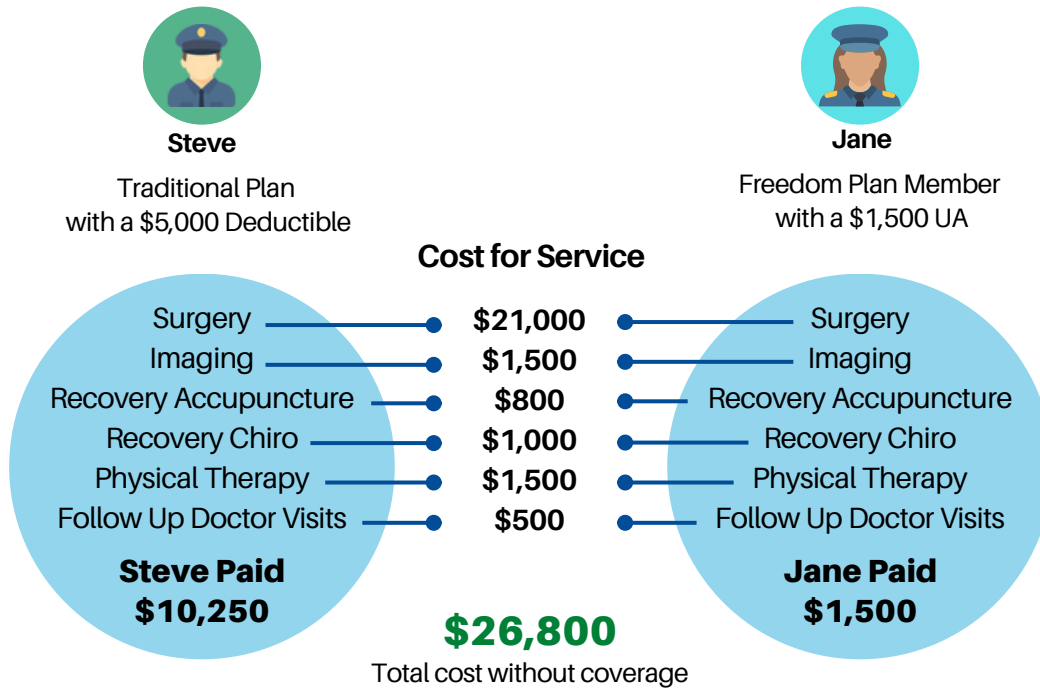 Steve
Traditional Plan
with a $5,000 Deductible
Jane
Freedom Plan Member
with a $1,500 UA
Cost for Service
Surgery $21,000 Surgery
Imaging $1,500 Imaging
Recovery Accupuncture $800 Recovery Accupuncture
Recovery Chiro $1,000 Recovery Chiro
Physical Therapy $1,500 Physical Therapy
Follow Up Doctor Visits $500 Follow Up Doctor Visits
Steve Paid
$10,250
Jane Paid
$1,500
$26,800
Total cost without coverage